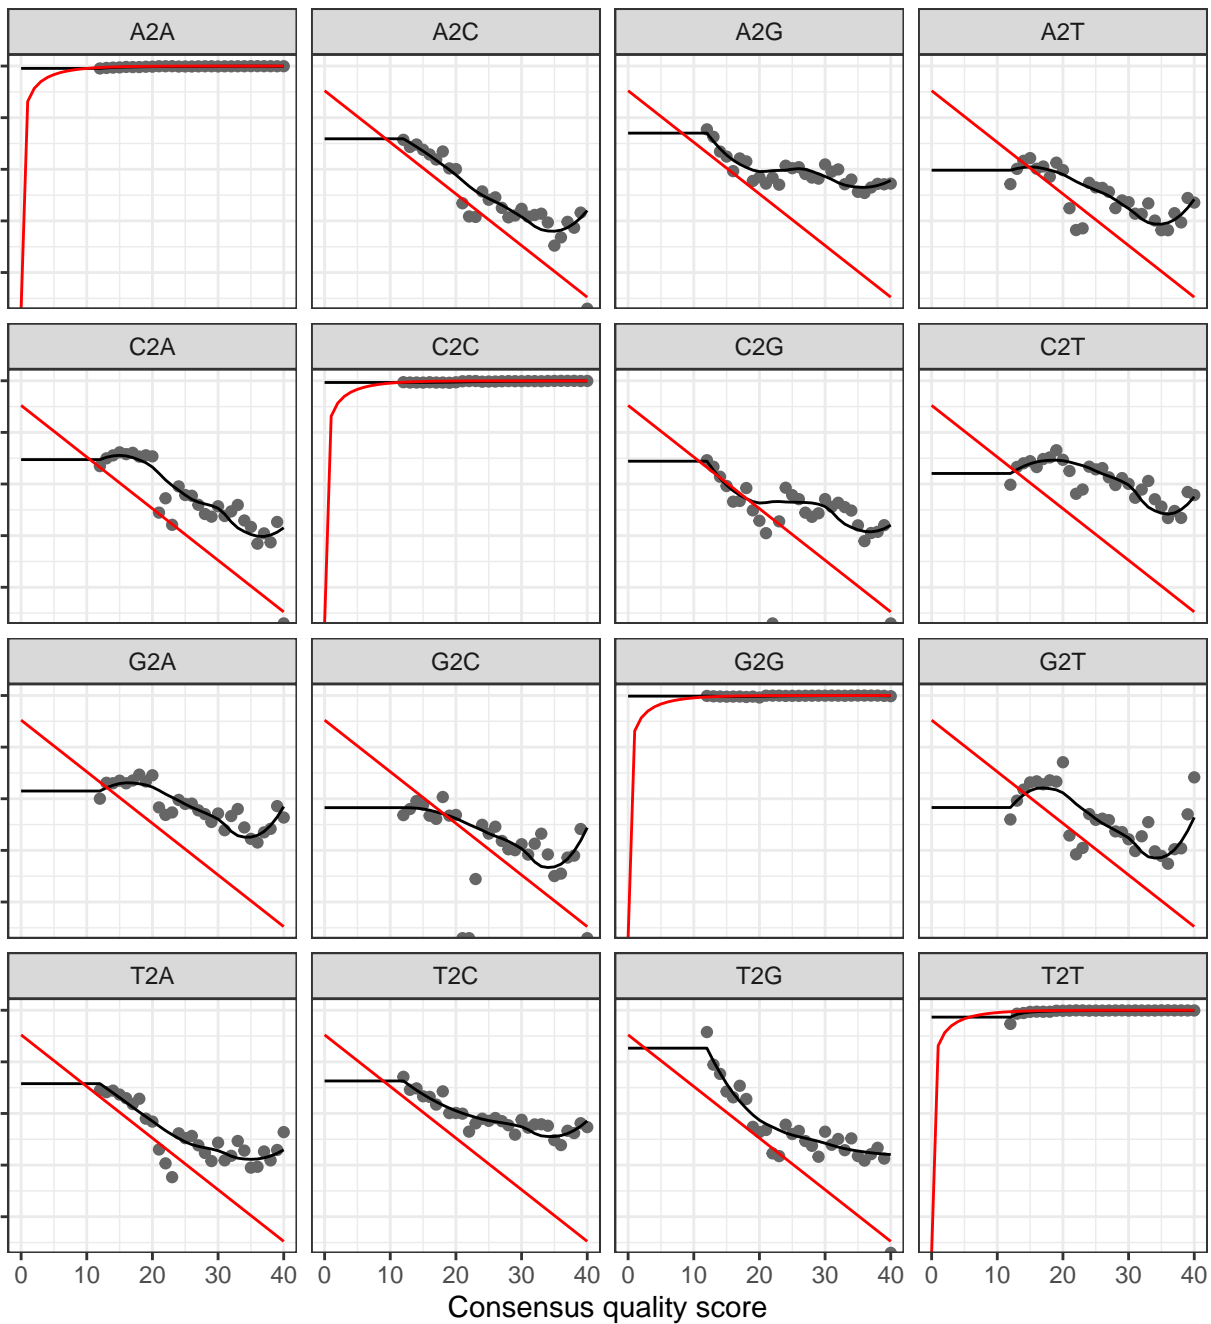 A2A A2C A2G A2T
C2A C2C C2G C2T
G2A G2C G2G G2T
T2A T2C T2G T2T
0 10 20 30 40 0 10 20 30 40 0 10 20 30 40 0 10 20 30 40
Consensus quality score